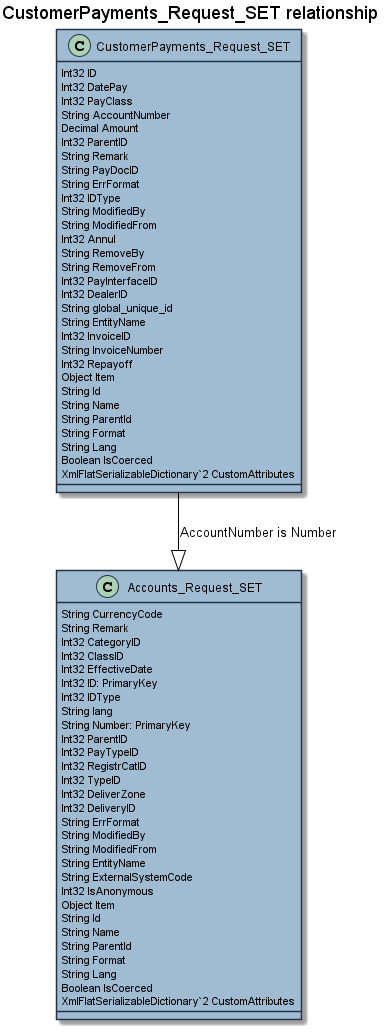 CustomerPayments_Request_SET relationship
C CustomerPayments_Request_SET
Int32 ID
Int32 DatePay
Int32 PayClass
String AccountNumber
Decimal Amount
Int32 ParentID
String Remark
String PayDocID
String ErrFormat
Int32 IDType
String ModifiedBy
String ModifiedFrom
Int32 Annul
String RemoveBy
String RemoveFrom
Int32 PayInterfaceID
Int32 DealerID
String global_unique_id
String EntityName
Int32 InvoiceID
String InvoiceNumber
Int32 Repayoff
Object Item
String Id
String Name
String ParentId
String Format
String Lang
Boolean IsCoerced
XmlFlatSerializableDictionary`2 CustomAttributes
AccountNumber is Number
C Accounts_Request_SET
String CurrencyCode
String Remark
Int32 CategoryID
Int32 ClassID
Int32 EffectiveDate
Int32 ID: PrimaryKey
Int32 IDType
String lang
String Number: PrimaryKey
Int32 ParentID
Int32 PayTypeID
Int32 RegistrCatID
Int32 TypeID
Int32 DeliverZone
Int32 DeliveryID
String ErrFormat
String ModifiedBy
String ModifiedFrom
String EntityName
String ExternalSystemCode
Int32 IsAnonymous
Object Item
String Id
String Name
String ParentId
String Format
String Lang
Boolean IsCoerced
XmlFlatSerializableDictionary`2 CustomAttributes